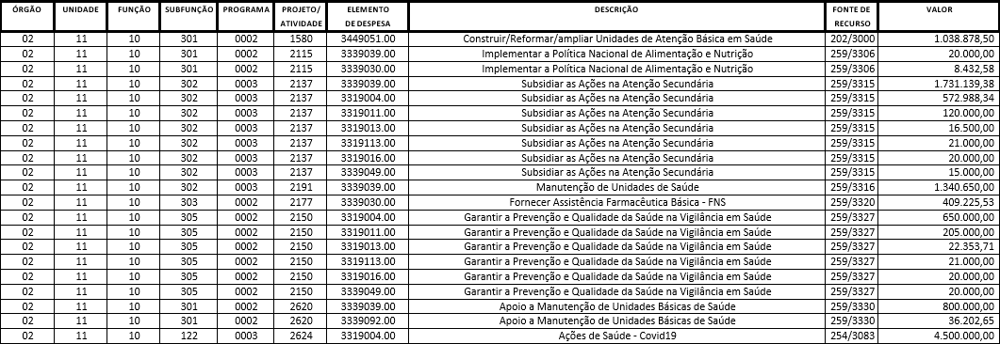 ÓRGÃO UNIDADE FUNÇÃO SUBFUNÇÃO PROGRAMA PROJETO/ATIVIDADE ELEMENTO DE DESPESA DESCRIÇÃO FONTE DE RECURSO VALOR
02 11 10 301 0002 1580 3449051.00 Construir/Reformar/ampliar Unidades de Atenção Básica em Saúde 202/3000 1.038.878,50
02 11 10 301 0002 2115 3339039.00 Implementar a Política Nacional de Alimentação e Nutrição 259/3306 20.000,00
02 11 10 301 0002 2115 3339030.00 Implementar a Política Nacional de Alimentação e Nutrição 259/3306 8.432,58
02 11 10 302 0003 2137 3339039.00 Subsidiar as Ações na Atenção Secundária 259/3315 1.731.139,38
02 11 10 302 0003 2137 3319004.00 Subsidiar as Ações na Atenção Secundária 259/3315 572.988,34
02 11 10 302 0003 2137 3319011.00 Subsidiar as Ações na Atenção Secundária 259/3315 120.000,00
02 11 10 302 0003 2137 3319013.00 Subsidiar as Ações na Atenção Secundária 259/3315 16.500,00
02 11 10 302 0003 2137 3319113.00 Subsidiar as Ações na Atenção Secundária 259/3315 21.000,00
02 11 10 302 0003 2137 3319016.00 Subsidiar as Ações na Atenção Secundária 259/3315 20.000,00
02 11 10 302 0003 2137 3339049.00 Subsidiar as Ações na Atenção Secundária 259/3315 15.000,00
02 11 10 302 0003 2191 3339039.00 Manutenção de Unidades de Saúde 259/3316 1.340.650,00
02 11 10 303 0002 2177 3339030.00 Fornecer Assistência Farmacêutica Básica - FNS 259/3320 409.225,53
02 11 10 305 0002 2150 3319004.00 Garantir a Prevenção e Qualidade da Saúde na Vigilância em Saúde 259/3327 650.000,00
02 11 10 305 0002 2150 3319011.00 Garantir a Prevenção e Qualidade da Saúde na Vigilância em Saúde 259/3327 205.000,00
02 11 10 305 0002 2150 3319013.00 Garantir a Prevenção e Qualidade da Saúde na Vigilância em Saúde 259/3327 22.353,71
02 11 10 305 0002 2150 3319113.00 Garantir a Prevenção e Qualidade da Saúde na Vigilância em Saúde 259/3327 21.000,00
02 11 10 305 0002 2150 3319016.00 Garantir a Prevenção e Qualidade da Saúde na Vigilância em Saúde 259/3327 20.000,00
02 11 10 305 0002 2150 3319049.00 Garantir a Prevenção e Qualidade da Saúde na Vigilância em Saúde 259/3327 20.000,00
02 11 10 301 0002 2620 3339039.00 Apoio a Manutenção de Unidades Básicas de Saúde 259/3330 800.000,00
02 11 10 301 0002 2620 3339092.00 Apoio a Manutenção de Unidades Básicas de Saúde 259/3330 36.202,65
02 11 10 122 0003 2624 3319004.00 Ações de Saúde - Covid19 254/3083 4.500.000,00